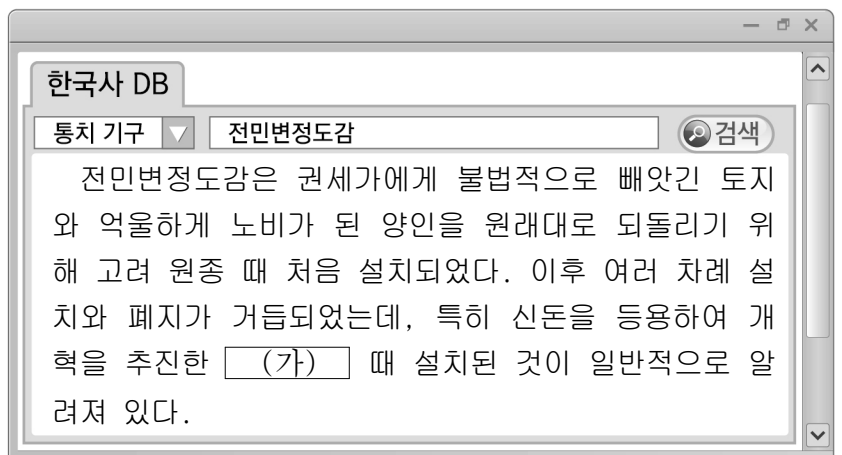 한국사 DB
통치 기구 전민변정도감 검색
전민변정도감은 권세가에게 불법적으로 빼앗긴 토지
와 억울하게 노비가 된 양인을 원래대로 되돌리기 위
해 고려 원종 때 처음 설치되었다. 이후 여러 차례 설
치와 폐지가 거듭되었는데, 특히 신돈을 등용하여 개
혁을 추진한 (가) 때 설치된 것이 일반적으로 알
려져 있다.